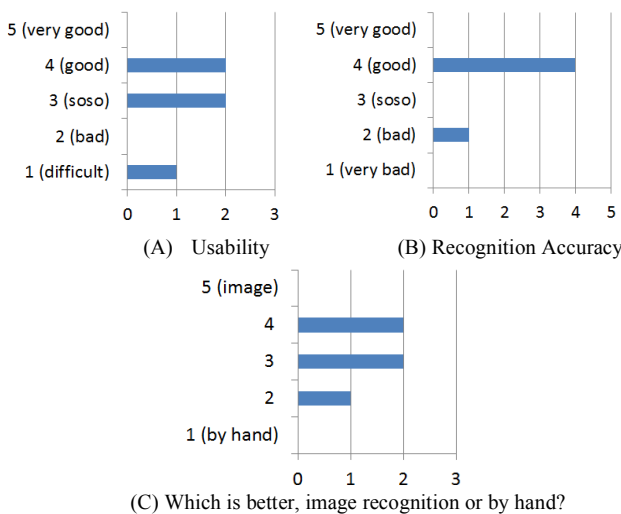 5 (very good)
4 (good)
3 (soso)
2 (bad)
1 (difficult)
0 1 2 3
(A) Usability
5 (very good)
4 (good)
3 (soso)
2 (bad)
1 (very bad)
0 1 2 3 4 5
(B) Recognition Accuracy
5 (image)
4
3
2
1 (by hand)
0 1 2 3
(C) Which is better, image recognition or by hand?